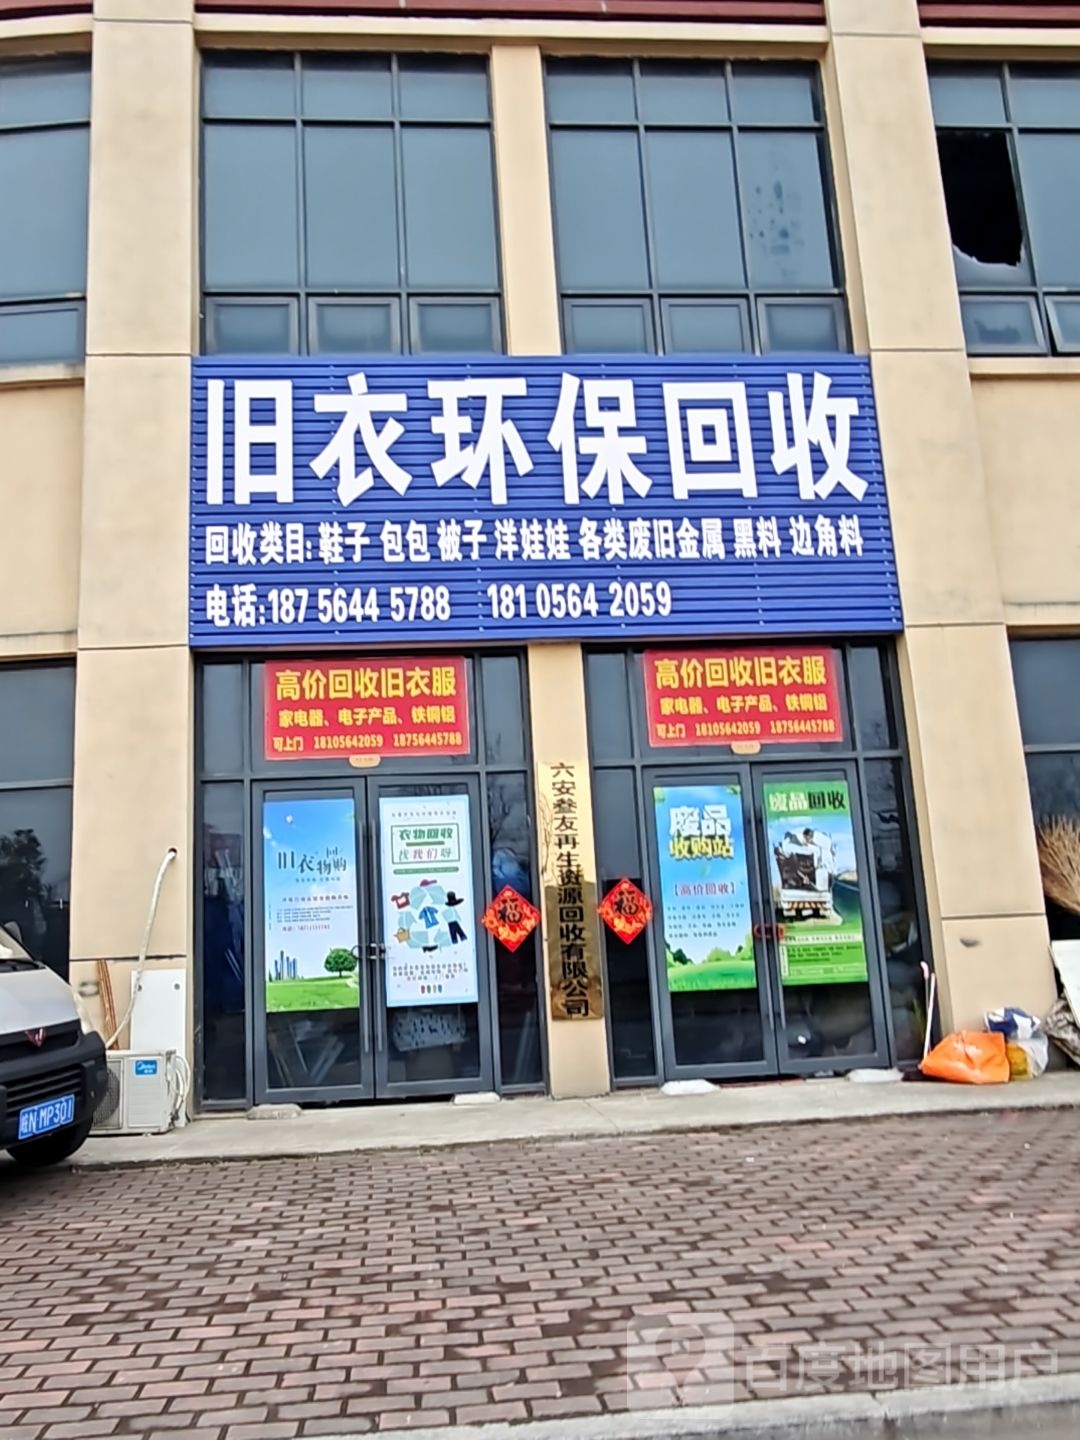 旧衣环保回收
回收类目: 鞋子 包包 被子 洋娃娃 各类废旧金属 黑料 边角料
电话:187 5644 5788 181 0564 2059
高价回收旧衣服
家电器、电子产品、铁铜铝
可上门 18105642059 18756445788
高价回收旧衣服
家电器、电子产品、铁铜铝
可上门 18105642059 18756445788
六安叁友再生资源回收有限公司
旧衣物回购
衣物回收
找我们呀
福
福
废品
收购站
【高价回收】
废品回收
Midea
皖N·MP301
百度地图用户